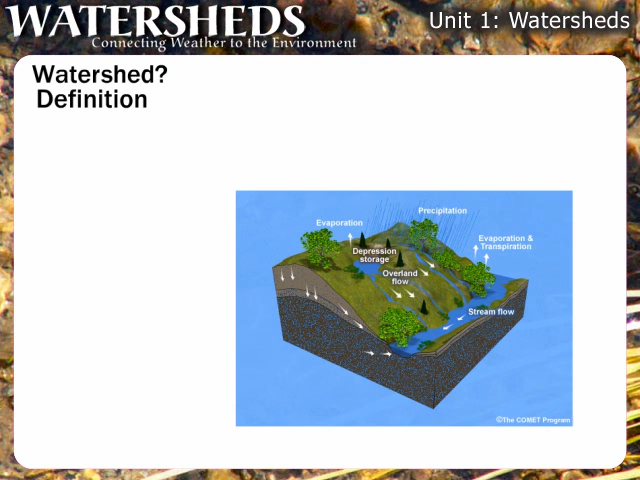 WATERSHEDS
Connecting Weather to the Environment
Unit 1: Watersheds
Watershed?
Definition
Precipitation
Evaporation
Evaporation &
Transpiration
Depression
storage
Overland
flow
Stream flow
©The COMET Program